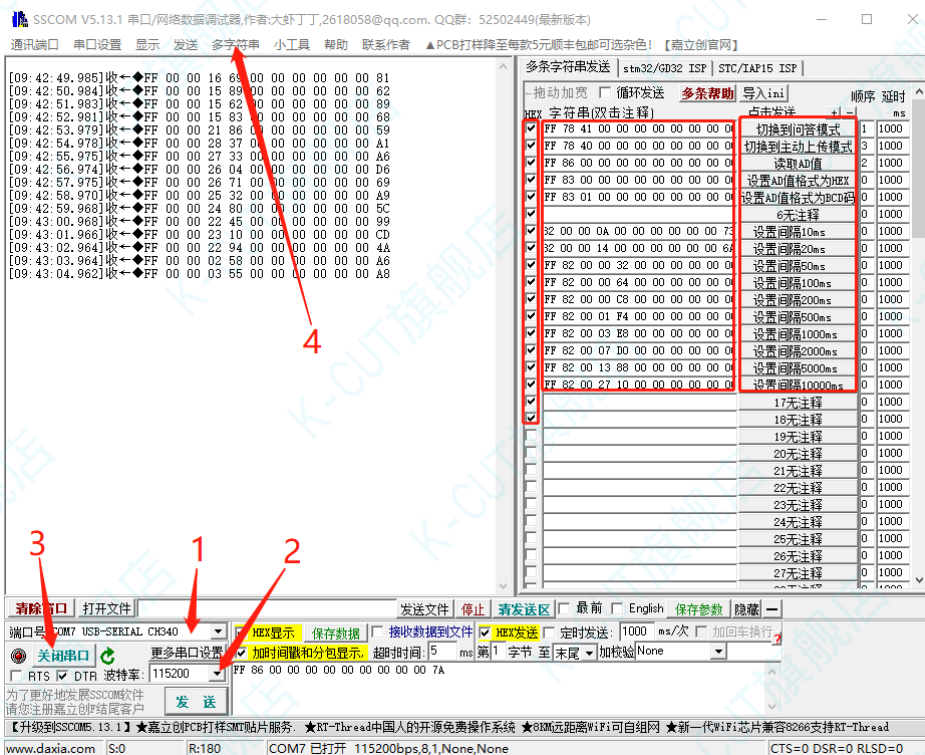 SSCOM V5.13.1 串口/网络数据调试器,作者:大虾丁丁,2618058@qq.com. QQ群: 52502449(最新版本)
通讯端口 串口设置 显示 发送 多字符串 小工具 帮助 联系作者 ▲PCB打样降至每款5元顺丰包邮可选杂色! 【嘉立创官网】
[09:42:49.985]收←◆FF 00 00 16 69 00 00 00 00 00 00 81
[09:42:50.984]收←◆FF 00 00 15 89 00 00 00 00 00 00 62
[09:42:51.983]收←◆FF 00 00 15 62 00 00 00 00 00 00 89
[09:42:52.981]收←◆FF 00 00 15 83 00 00 00 00 00 00 68
[09:42:53.979]收←◆FF 00 00 21 86 00 00 00 00 00 00 59
[09:42:54.978]收←◆FF 00 00 28 37 00 00 00 00 00 00 A1
[09:42:55.975]收←◆FF 00 00 27 33 00 00 00 00 00 00 A6
[09:42:56.974]收←◆FF 00 00 26 04 00 00 00 00 00 00 D6
[09:42:57.975]收←◆FF 00 00 26 71 00 00 00 00 00 00 69
[09:42:58.970]收←◆FF 00 00 25 32 00 00 00 00 00 00 A9
[09:42:59.968]收←◆FF 00 00 24 80 00 00 00 00 00 00 5C
[09:43:00.968]收←◆FF 00 00 22 45 00 00 00 00 00 00 99
[09:43:01.966]收←◆FF 00 00 23 10 00 00 00 00 00 00 CD
[09:43:02.964]收←◆FF 00 00 22 94 00 00 00 00 00 00 4A
[09:43:03.964]收←◆FF 00 00 02 58 00 00 00 00 00 00 A6
[09:43:04.962]收←◆FF 00 00 03 55 00 00 00 00 00 00 A8
4
多条字符串发送 stm32/GD32 ISP STC/IAP15 ISP
拖动加宽 循环发送 多条帮助 导入ini 顺序 延时
HEX 字符串(双击注释) 点击发送 + - ms
FF 78 41 00 00 00 00 00 00 00 切换到问答模式 1 1000
FF 78 40 00 00 00 00 00 00 00 切换到主动上传模式 3 1000
FF 86 00 00 00 00 00 00 00 00 读取AD值 2 1000
FF 83 00 00 00 00 00 00 00 00 设置AD值格式为HEX 0 1000
FF 83 01 00 00 00 00 00 00 00 设置AD值格式为BCD码 0 1000
6无注释 0 1000
32 00 00 0A 00 00 00 00 00 00 73 设置间隔10ms 0 1000
32 00 00 14 00 00 00 00 00 00 设置间隔20ms 0 1000
FF 82 00 00 32 00 00 00 00 00 设置间隔50ms 0 1000
FF 82 00 00 64 00 00 00 00 00 设置间隔100ms 0 1000
FF 82 00 00 C8 00 00 00 00 00 设置间隔200ms 0 1000
FF 82 00 01 F4 00 00 00 00 00 设置间隔500ms 0 1000
FF 82 00 03 E8 00 00 00 00 00 设置间隔1000ms 0 1000
FF 82 00 07 D0 00 00 00 00 00 设置间隔2000ms 0 1000
FF 82 00 13 88 00 00 00 00 00 设置间隔5000ms 0 1000
FF 82 00 27 10 00 00 00 00 00 设置间隔10000ms 0 1000
17无注释 0 1000
18无注释 0 1000
19无注释 0 1000
20无注释 0 1000
21无注释 0 1000
22无注释 0 1000
23无注释 0 1000
24无注释 0 1000
25无注释 0 1000
26无注释 0 1000
27无注释 0 1000
3 1 2
清除窗口 打开文件 发送文件 停止 清发送区 最前 English 保存参数 隐藏
端口号 COM7 USB-SERIAL CH340 HEX显示 保存数据 接收数据到文件 HEX发送 定时发送: 1000 ms/次 加回车换行
关闭串口 更多串口设置 加时间戳和分包显示, 超时时间: 5 ms 第 1 字节 至 末尾 加校验 None
RTS DTR 波特率: 115200 FF 86 00 00 00 00 00 00 00 00 00 7A
为了更好地发展SSCOM软件
请您注册嘉立创F结尾客户 发 送
【升级到SSCOM5.13.1】★嘉立创PCB打样SMT贴片服务. ★RT-Thread中国人的开源免费操作系统 ★8KM远距离WiFi可自组网 ★新一代WiFi芯片兼容8266支持RT-Thread
www.daxia.com S:0 R:180 COM7 已打开 115200bps,8,1,None,None CTS=0 DSR=0 RLSD=0
K-CUT旗舰店